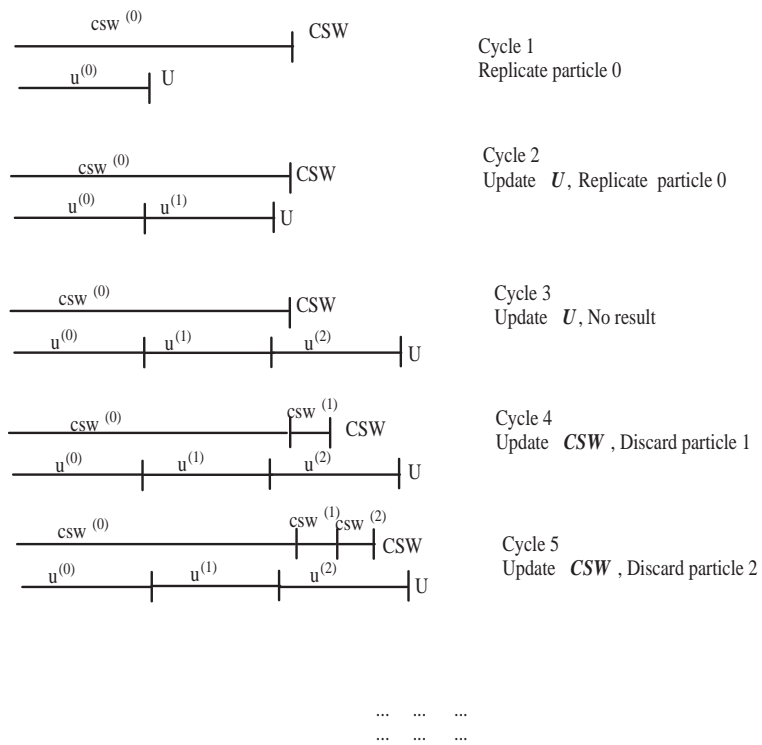 csw (0) CSW
u(0) U
Cycle 1
Replicate particle 0
csw (0) CSW
u(0) u(1) U
Cycle 2
Update U, Replicate particle 0
csw (0) CSW
u(0) u(1) u(2) U
Cycle 3
Update U, No result
csw (0) csw (1) CSW
u(0) u(1) u(2) U
Cycle 4
Update CSW , Discard particle 1
csw (0) csw (1) csw (2) CSW
u(0) u(1) u(2) U
Cycle 5
Update CSW , Discard particle 2
... ... ...
... ... ...